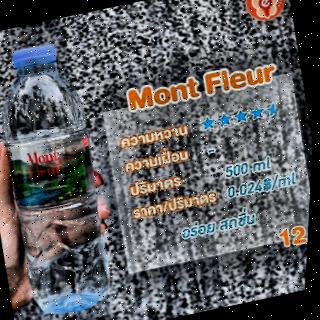 Mont Fleur
ความหวาน ★★★★
ความเฝื่อน -
ปริมาตร 500 ml
ราคา/ปริมาตร 0.024฿/ml
อร่อย สดชื่น
12
Mont